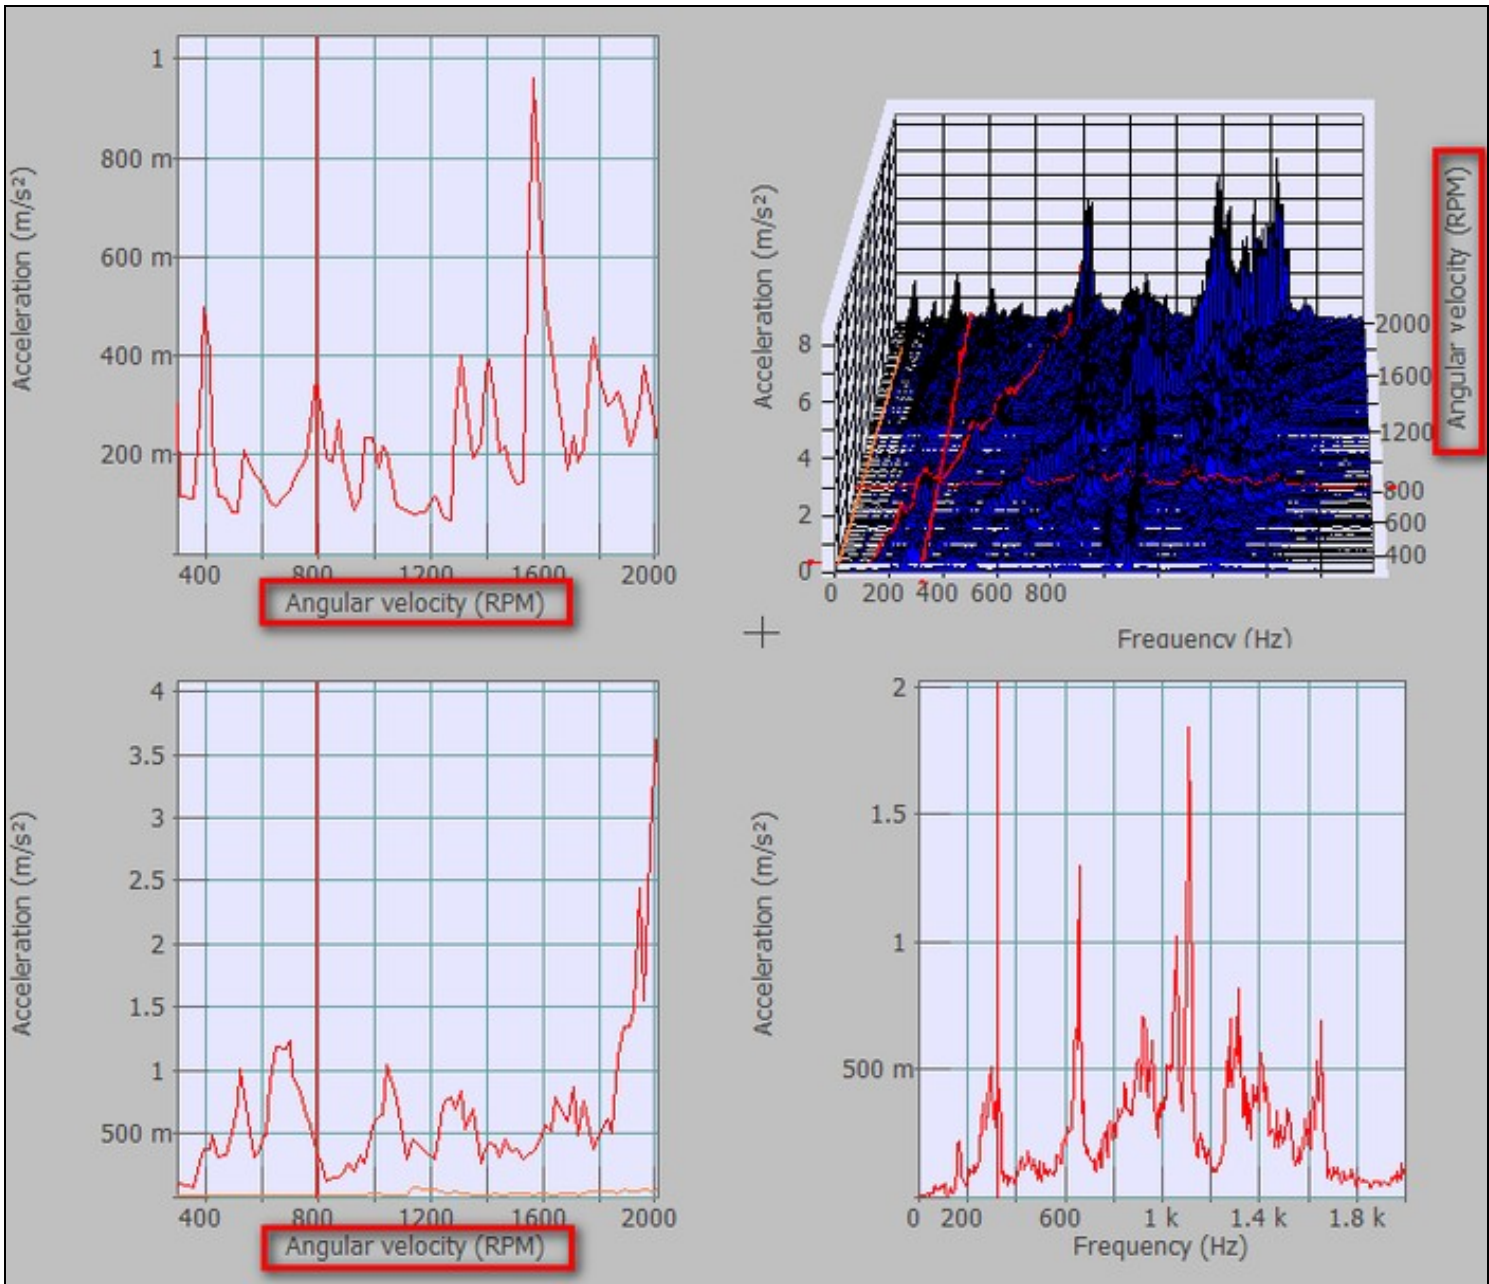 1
800 m
600 m
400 m
200 m
Acceleration (m/s²)
400 800 1200 1600 2000
Angular velocity (RPM)
8
6
4
2
0
Acceleration (m/s²)
2000
1600
1200
800
600
400
Angular velocity (RPM)
0 200 400 600 800
Frequency (Hz)
4
3.5
3
2.5
2
1.5
1
500 m
Acceleration (m/s²)
400 800 1200 1600 2000
Angular velocity (RPM)
2
1.5
1
500 m
Acceleration (m/s²)
0 200 600 1 k 1.4 k 1.8 k
Frequency (Hz)